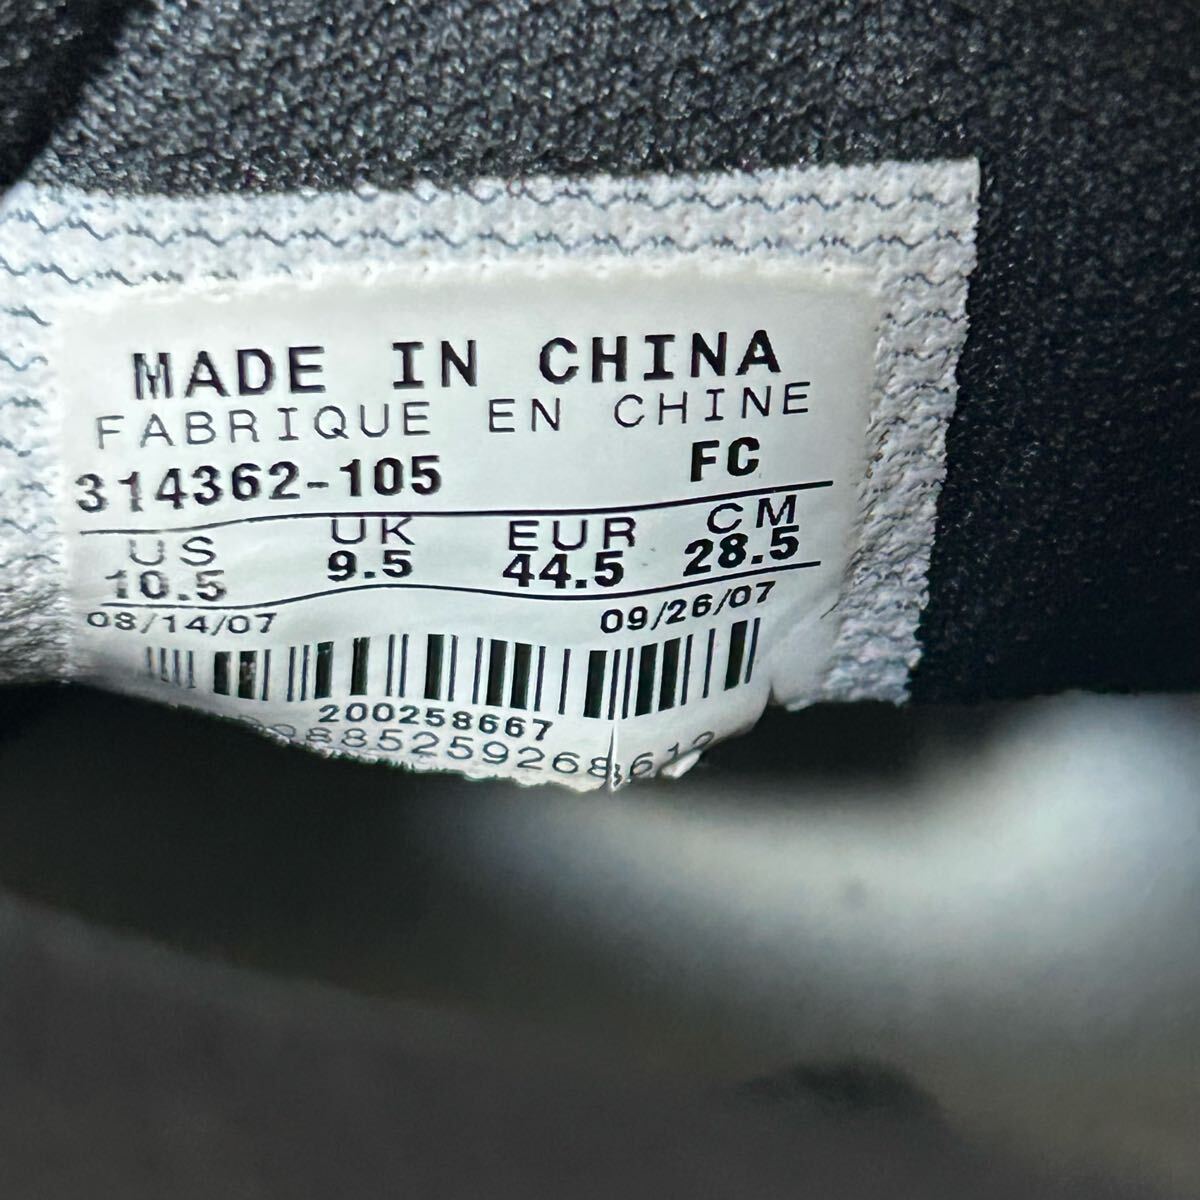 MADE IN CHINA
FABRIQUE EN CHINE
314362-105 FC
US UK EUR CM
10.5 9.5 44.5 28.5
08/14/07 09/26/07
200258667